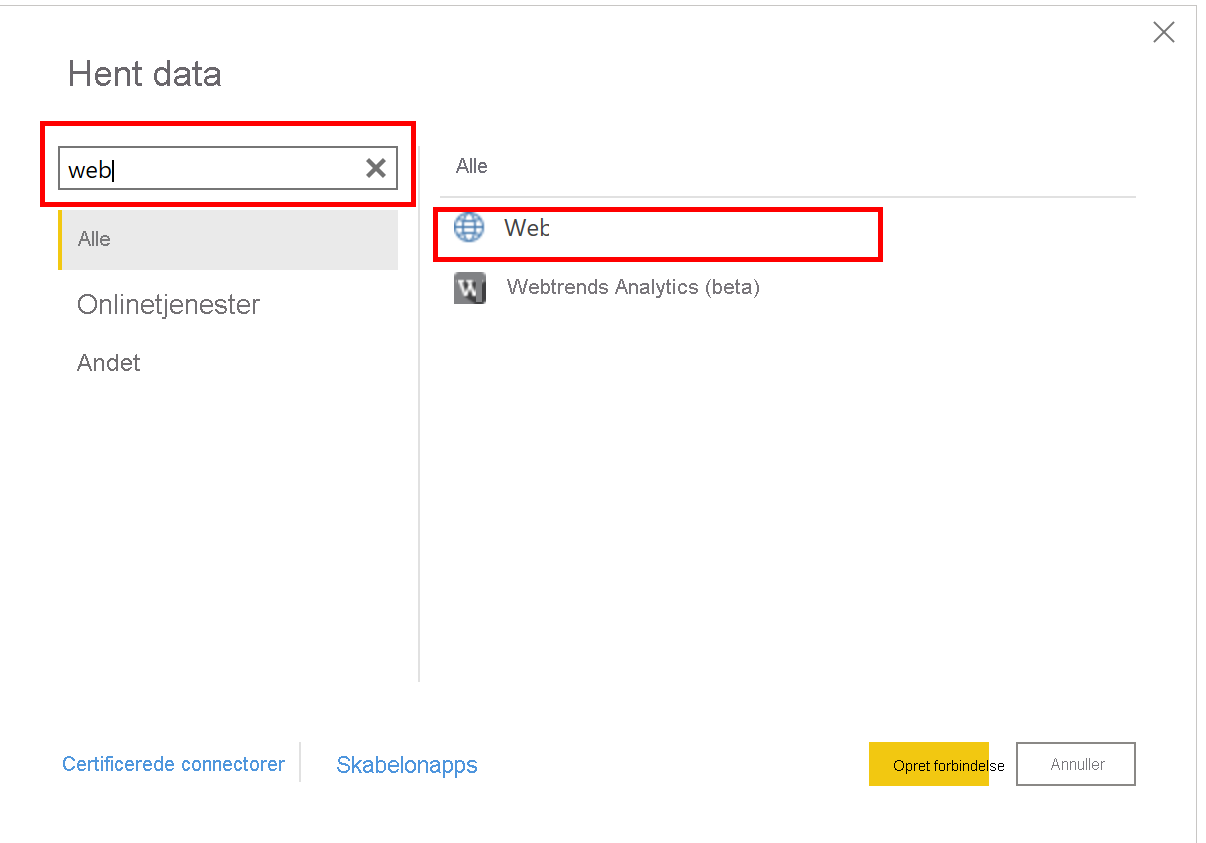 Hent data
web
Alle
Onlinetjenester
Andet
Alle
Web
Webtrends Analytics (beta)
Certificerede connectorer
Skabelonapps
Opret forbindelse
Annuller